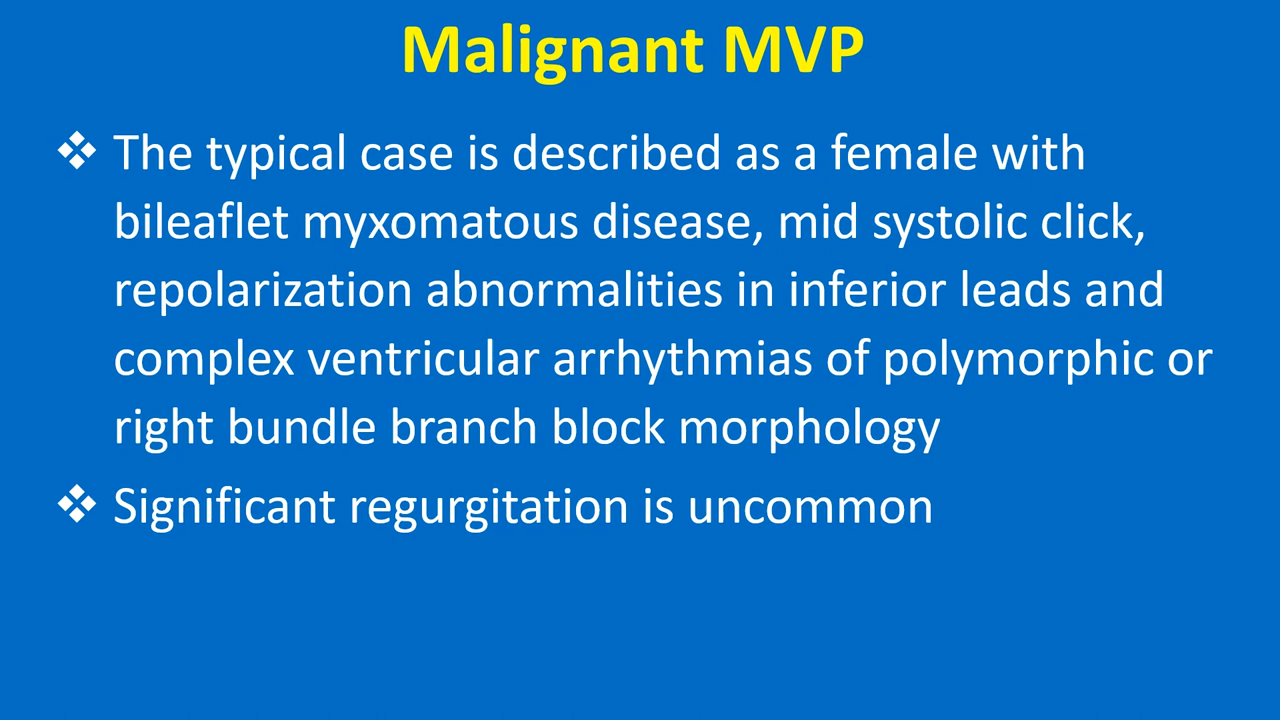 Malignant MVP
❖ The typical case is described as a female with
bileaflet myxomatous disease, mid systolic click,
repolarization abnormalities in inferior leads and
complex ventricular arrhythmias of polymorphic or
right bundle branch block morphology
❖ Significant regurgitation is uncommon